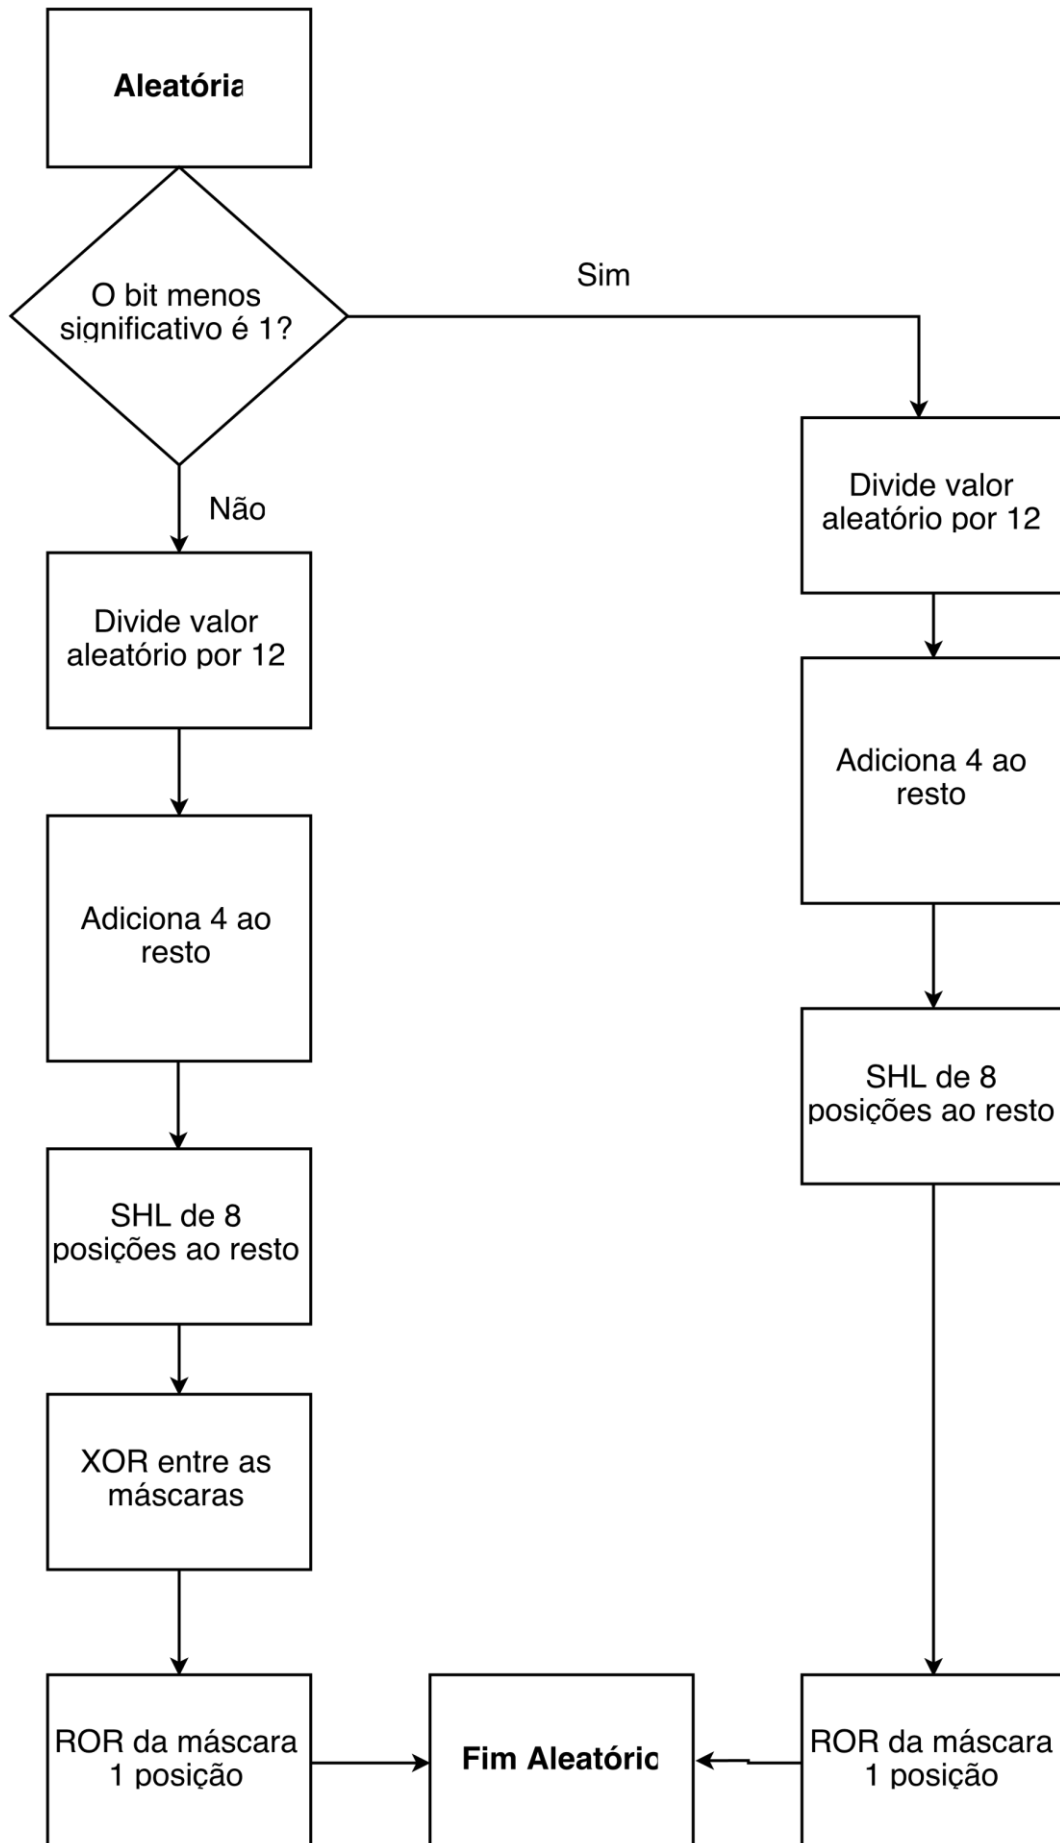 Aleatória
O bit menos
significativo é 1?
Sim
Não
Divide valor
aleatório por 12
Divide valor
aleatório por 12
Adiciona 4 ao
resto
Adiciona 4 ao
resto
SHL de 8
posições ao resto
SHL de 8
posições ao resto
XOR entre as
máscaras
ROR da máscara
1 posição
Fim Aleatório
ROR da máscara
1 posição